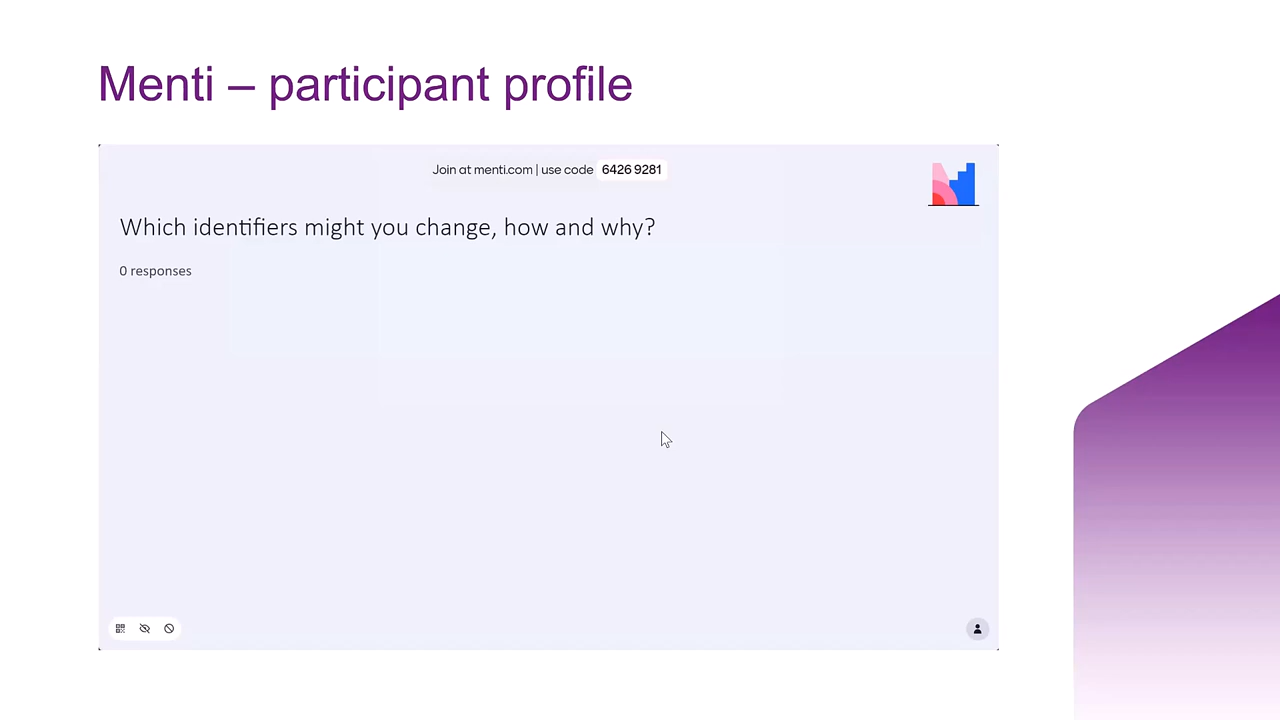 Menti – participant profile
Join at menti.com | use code 6426 9281
Which identifiers might you change, how and why?
0 responses